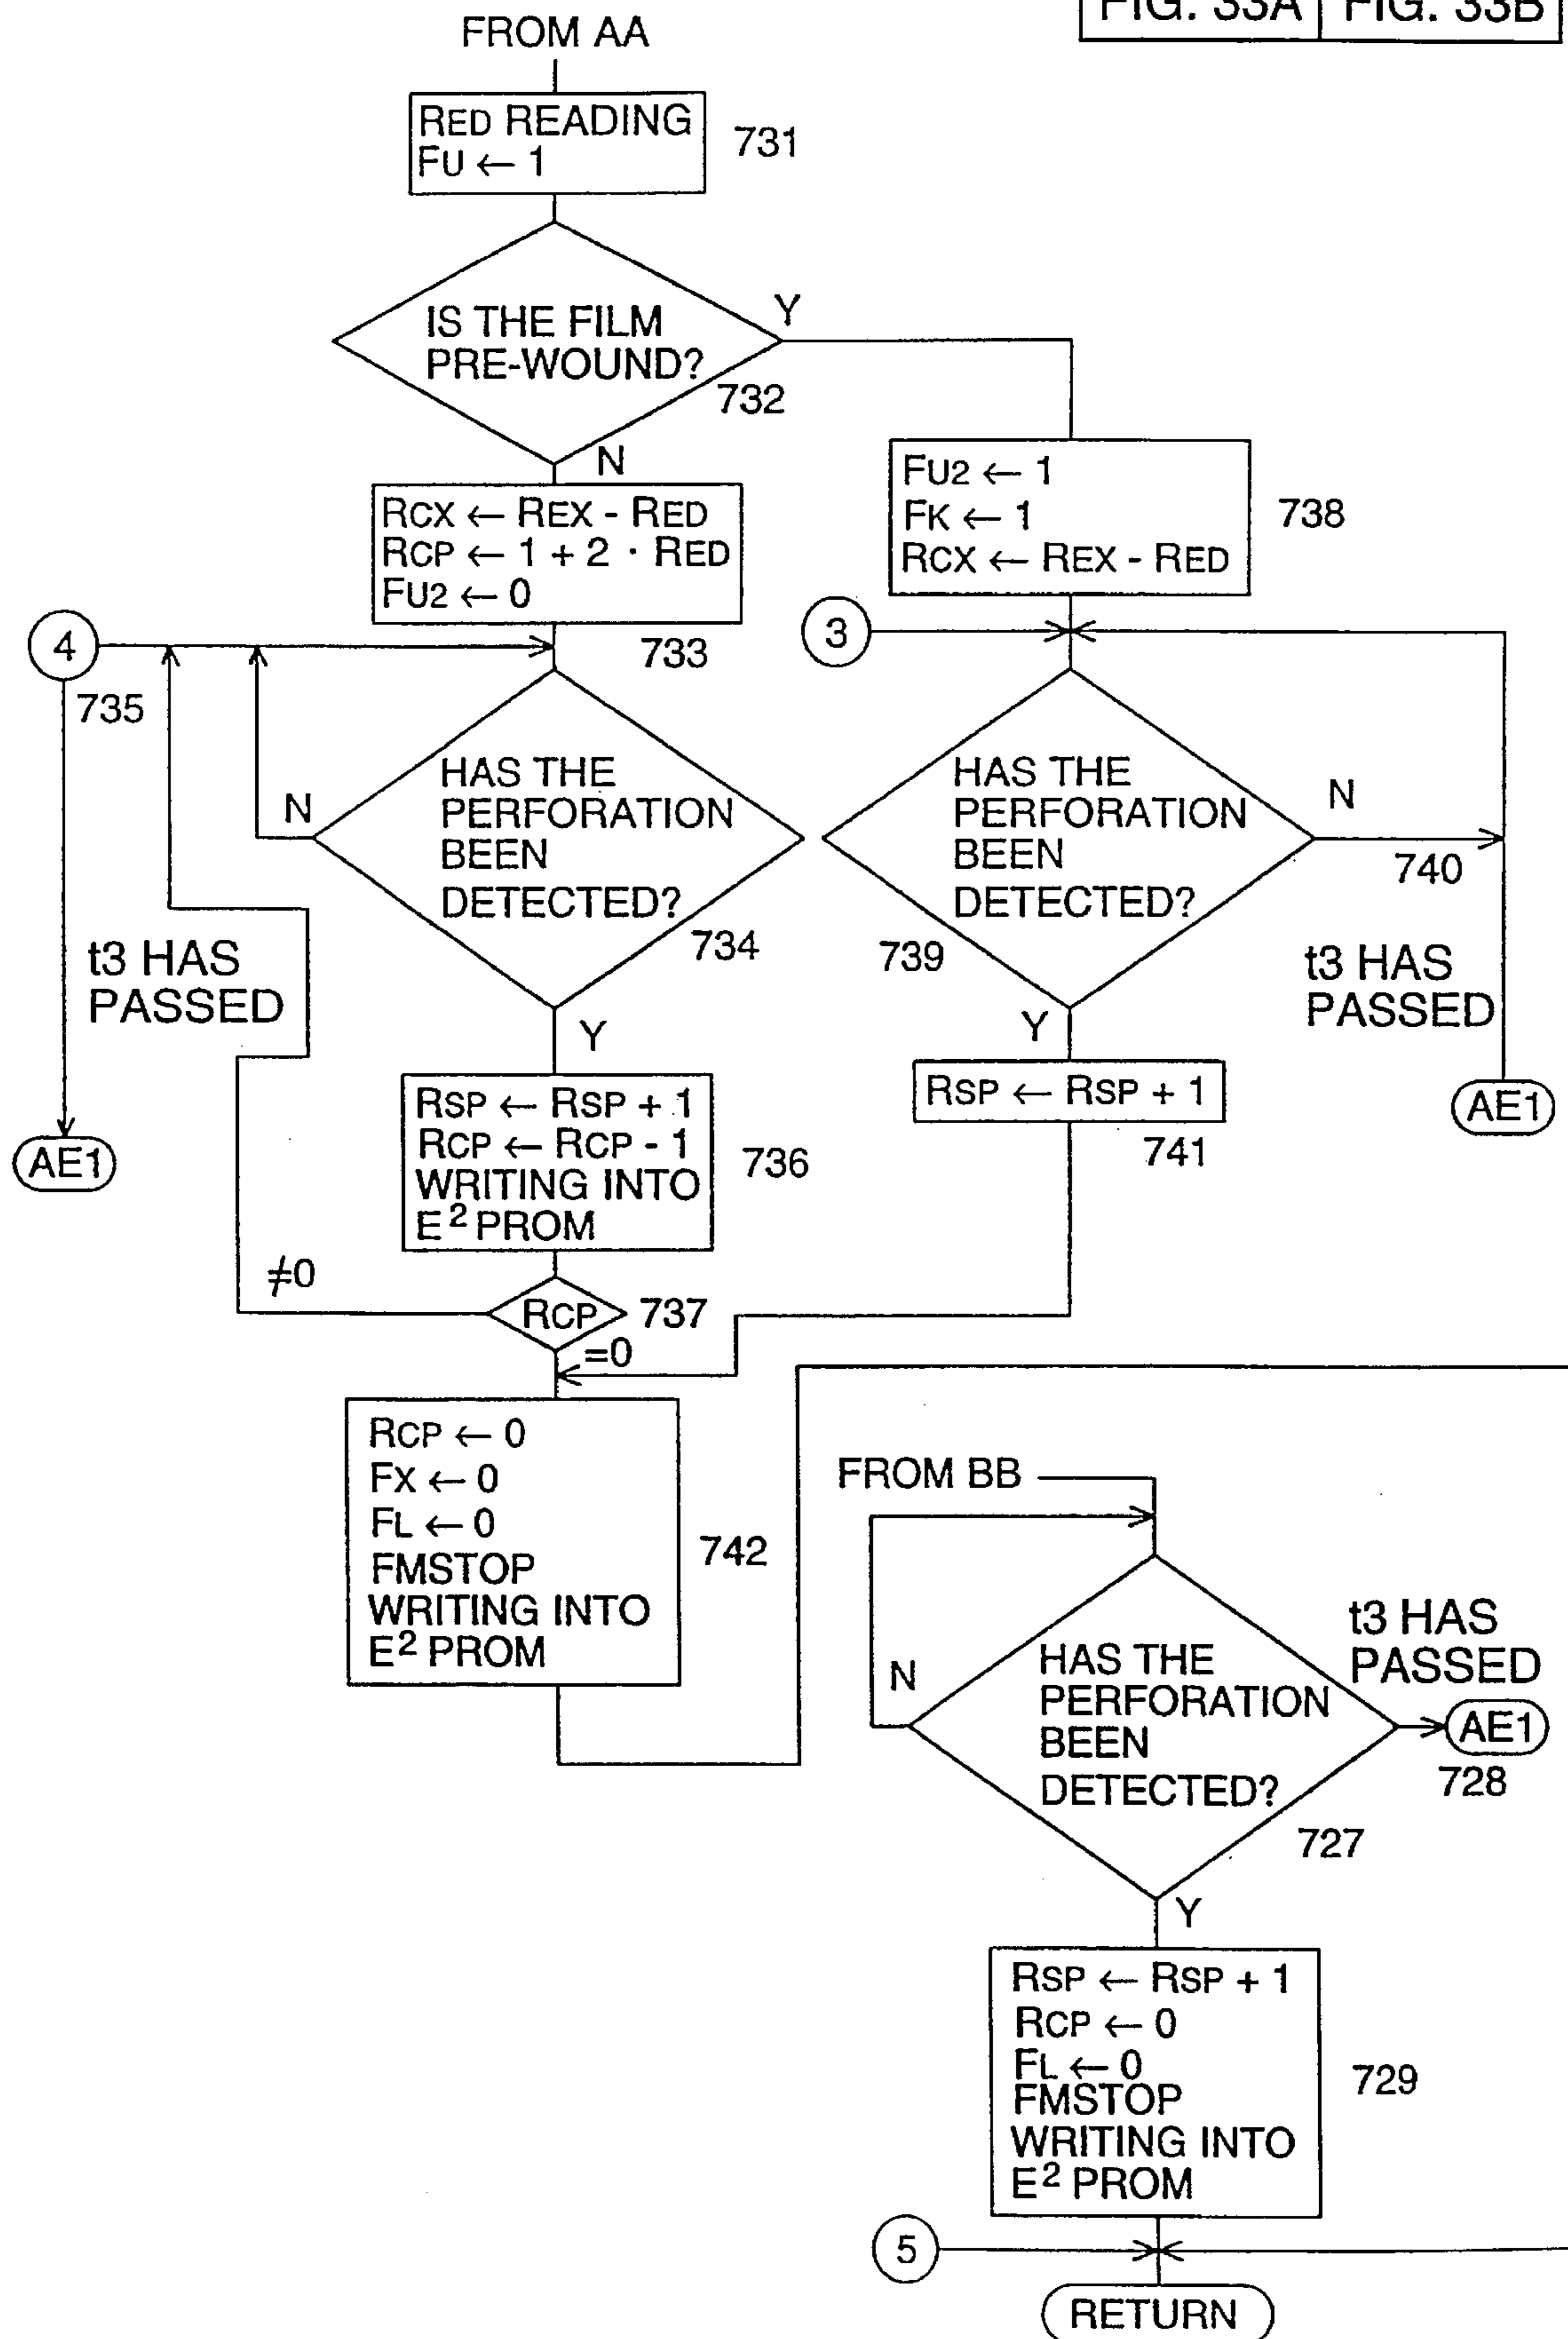 FIG. 33A FIG. 33B
FROM AA
RED READING
FU ← 1
731
IS THE FILM
PRE-WOUND?
732
Y
N
RCX ← REX - RED
RCP ← 1 + 2 · RED
FU2 ← 0
733
FU2 ← 1
FK ← 1
RCX ← REX - RED
738
4
735
3
HAS THE
PERFORATION
BEEN
DETECTED?
N
734
Y
t3 HAS
PASSED
AE1
HAS THE
PERFORATION
BEEN
DETECTED?
N
740
739
Y
t3 HAS
PASSED
AE1
RSP ← RSP + 1
RCP ← RCP - 1
WRITING INTO
E² PROM
736
RSP ← RSP + 1
741
≠0
RCP
737
=0
RCP ← 0
FX ← 0
FL ← 0
FMSTOP
WRITING INTO
E² PROM
742
FROM BB
HAS THE
PERFORATION
BEEN
DETECTED?
N
t3 HAS
PASSED
AE1
728
727
Y
RSP ← RSP + 1
RCP ← 0
FL ← 0
FMSTOP
WRITING INTO
E² PROM
729
5
RETURN